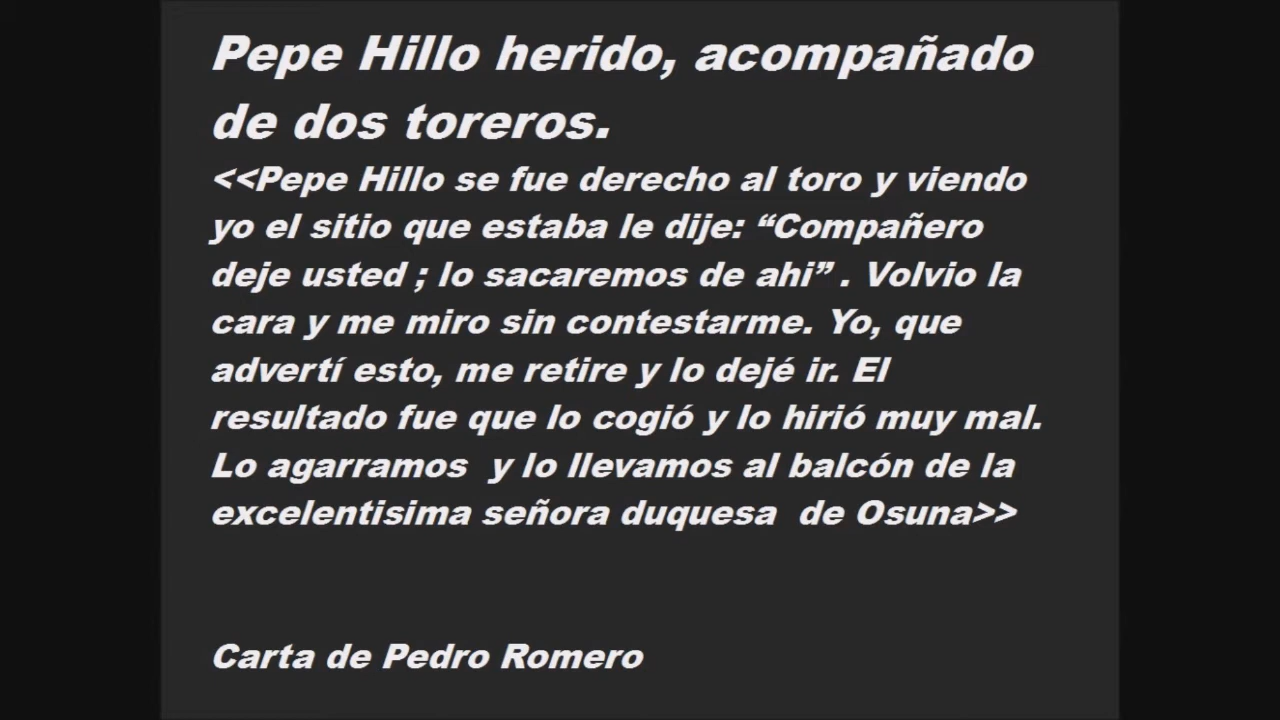 Pepe Hillo herido, acompañado
de dos toreros.
<<Pepe Hillo se fue derecho al toro y viendo
yo el sitio que estaba le dije: “Compañero
deje usted ; lo sacaremos de ahi” . Volvio la
cara y me miro sin contestarme. Yo, que
advertí esto, me retire y lo dejé ir. El
resultado fue que lo cogió y lo hirió muy mal.
Lo agarramos  y lo llevamos al balcón de la
excelentisima señora duquesa  de Osuna>>
Carta de Pedro Romero